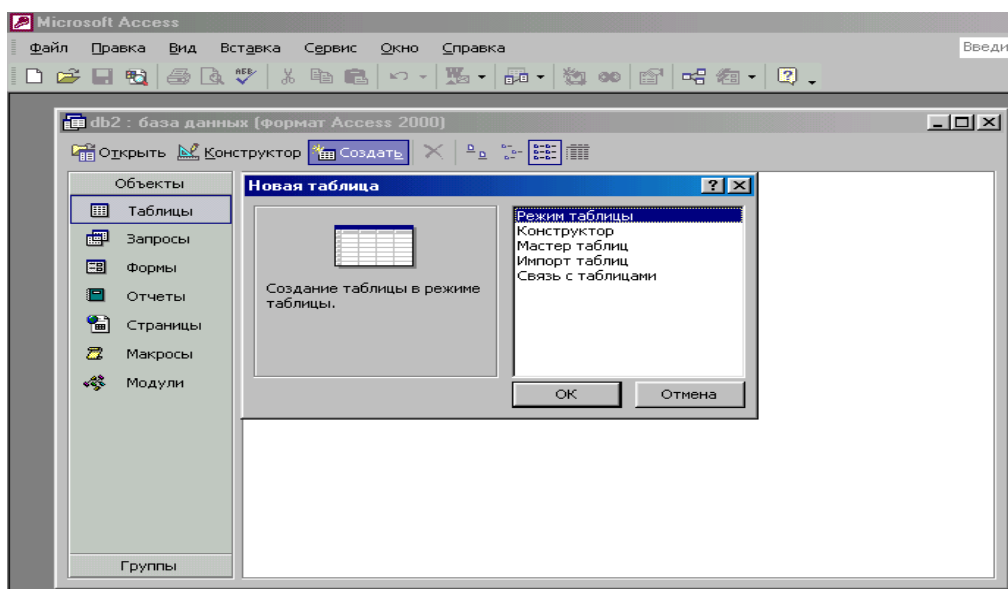 Microsoft Access
Файл Правка Вид Вставка Сервис Окно Справка Введи
db2 : база данных (формат Access 2000)
Открыть Конструктор Создать
Объекты
Таблицы
Запросы
Формы
Отчеты
Страницы
Макросы
Модули
Группы
Новая таблица
Создание таблицы в режиме
таблицы.
Режим таблицы
Конструктор
Мастер таблиц
Импорт таблиц
Связь с таблицами
ОК Отмена